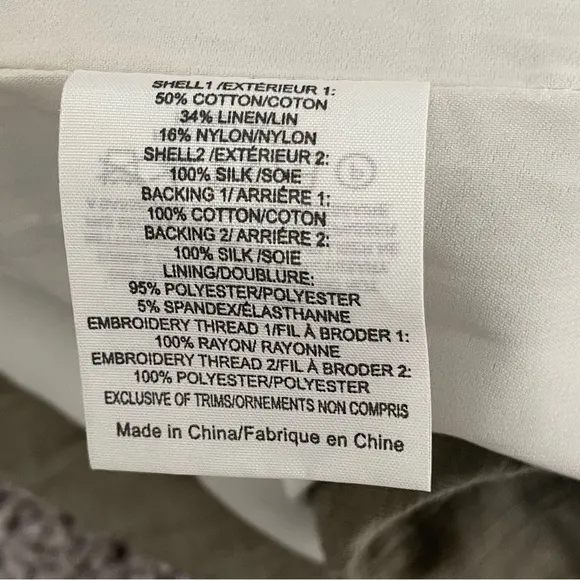 SHELL1 /EXTÉRIEUR 1:
50% COTTON/COTON
34% LINEN/LIN
16% NYLON/NYLON
SHELL2 /EXTÉRIEUR 2:
100% SILK /SOIE
BACKING 1/ ARRIÉRE 1:
100% COTTON/COTON
BACKING 2/ ARRIÉRE 2:
100% SILK /SOIE
LINING/DOUBLURE:
95% POLYESTER/POLYESTER
5% SPANDEX/ÉLASTHANNE
EMBROIDERY THREAD 1/FIL À BRODER 1:
100% RAYON/ RAYONNE
EMBROIDERY THREAD 2/FIL À BRODER 2:
100% POLYESTER/POLYESTER
EXCLUSIVE OF TRIMS/ORNEMENTS NON COMPRIS
Made in China/Fabrique en Chine